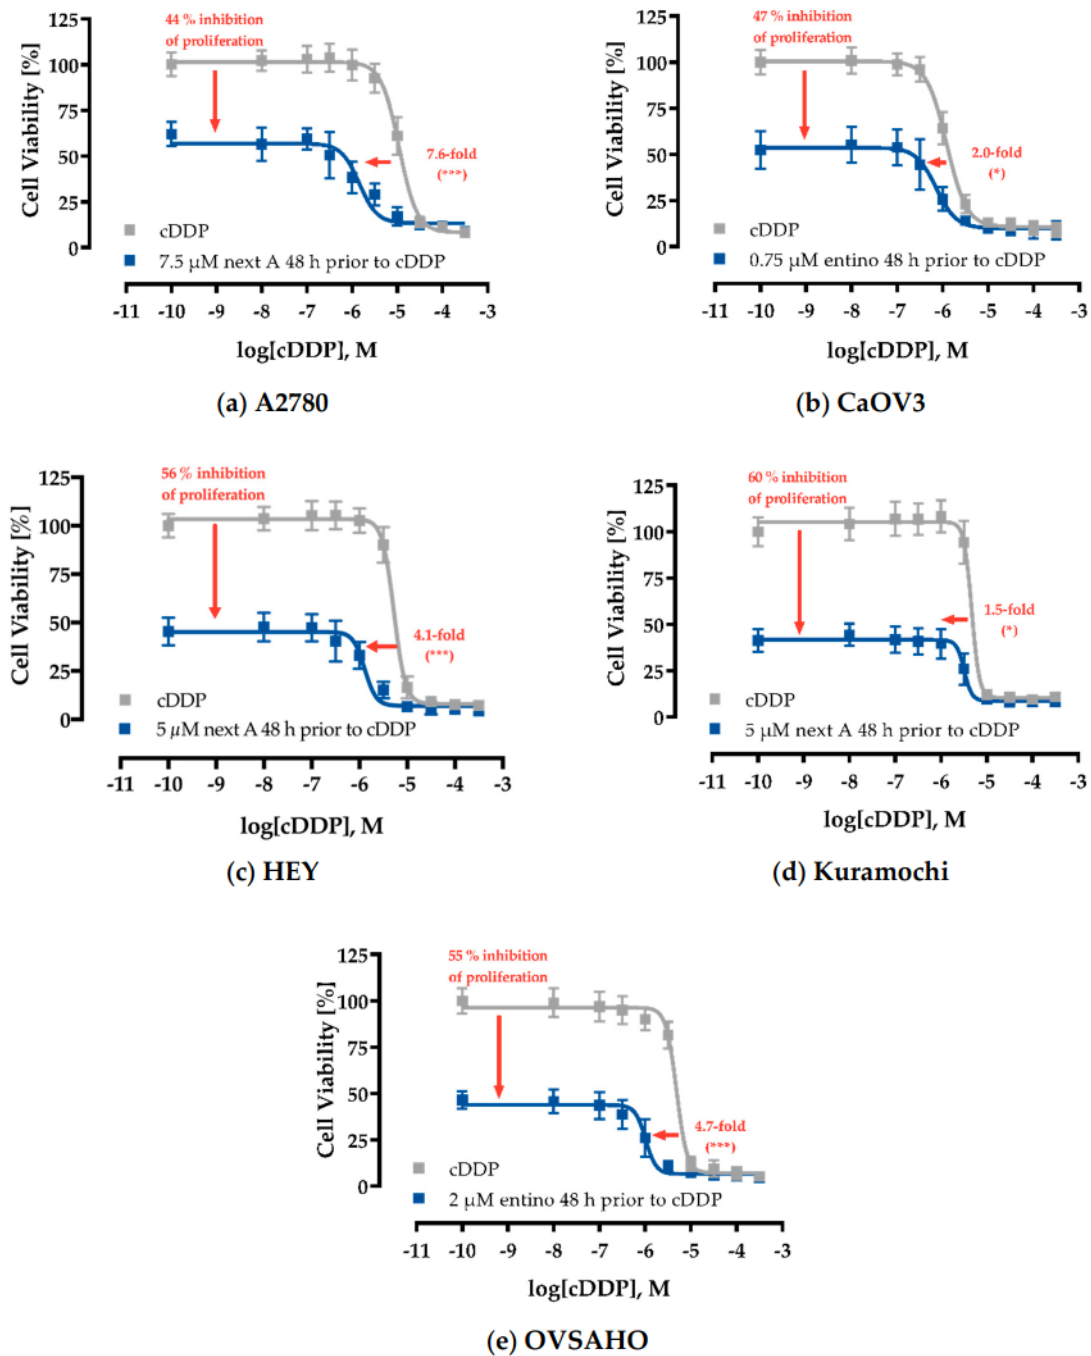 44 % inhibition
of proliferation
125
100
75
50
25
0
Cell Viability [%]
7.6-fold
(***)
cDDP
7.5 µM next A 48 h prior to cDDP
-11 -10 -9 -8 -7 -6 -5 -4 -3
log[cDDP], M
(a) A2780
47 % inhibition
of proliferation
125
100
75
50
25
0
Cell Viability [%]
2.0-fold
(*)
cDDP
0.75 µM entino 48 h prior to cDDP
-11 -10 -9 -8 -7 -6 -5 -4 -3
log[cDDP], M
(b) CaOV3
56 % inhibition
of proliferation
125
100
75
50
25
0
Cell Viability [%]
4.1-fold
(***)
cDDP
5 µM next A 48 h prior to cDDP
-11 -10 -9 -8 -7 -6 -5 -4 -3
log[cDDP], M
(c) HEY
60 % inhibition
of proliferation
125
100
75
50
25
0
Cell Viability [%]
1.5-fold
(*)
cDDP
5 µM next A 48 h prior to cDDP
-11 -10 -9 -8 -7 -6 -5 -4 -3
log[cDDP], M
(d) Kuramochi
55 % inhibition
of proliferation
125
100
75
50
25
0
Cell Viability [%]
4.7-fold
(***)
cDDP
2 µM entino 48 h prior to cDDP
-11 -10 -9 -8 -7 -6 -5 -4 -3
log[cDDP], M
(e) OVSAHO